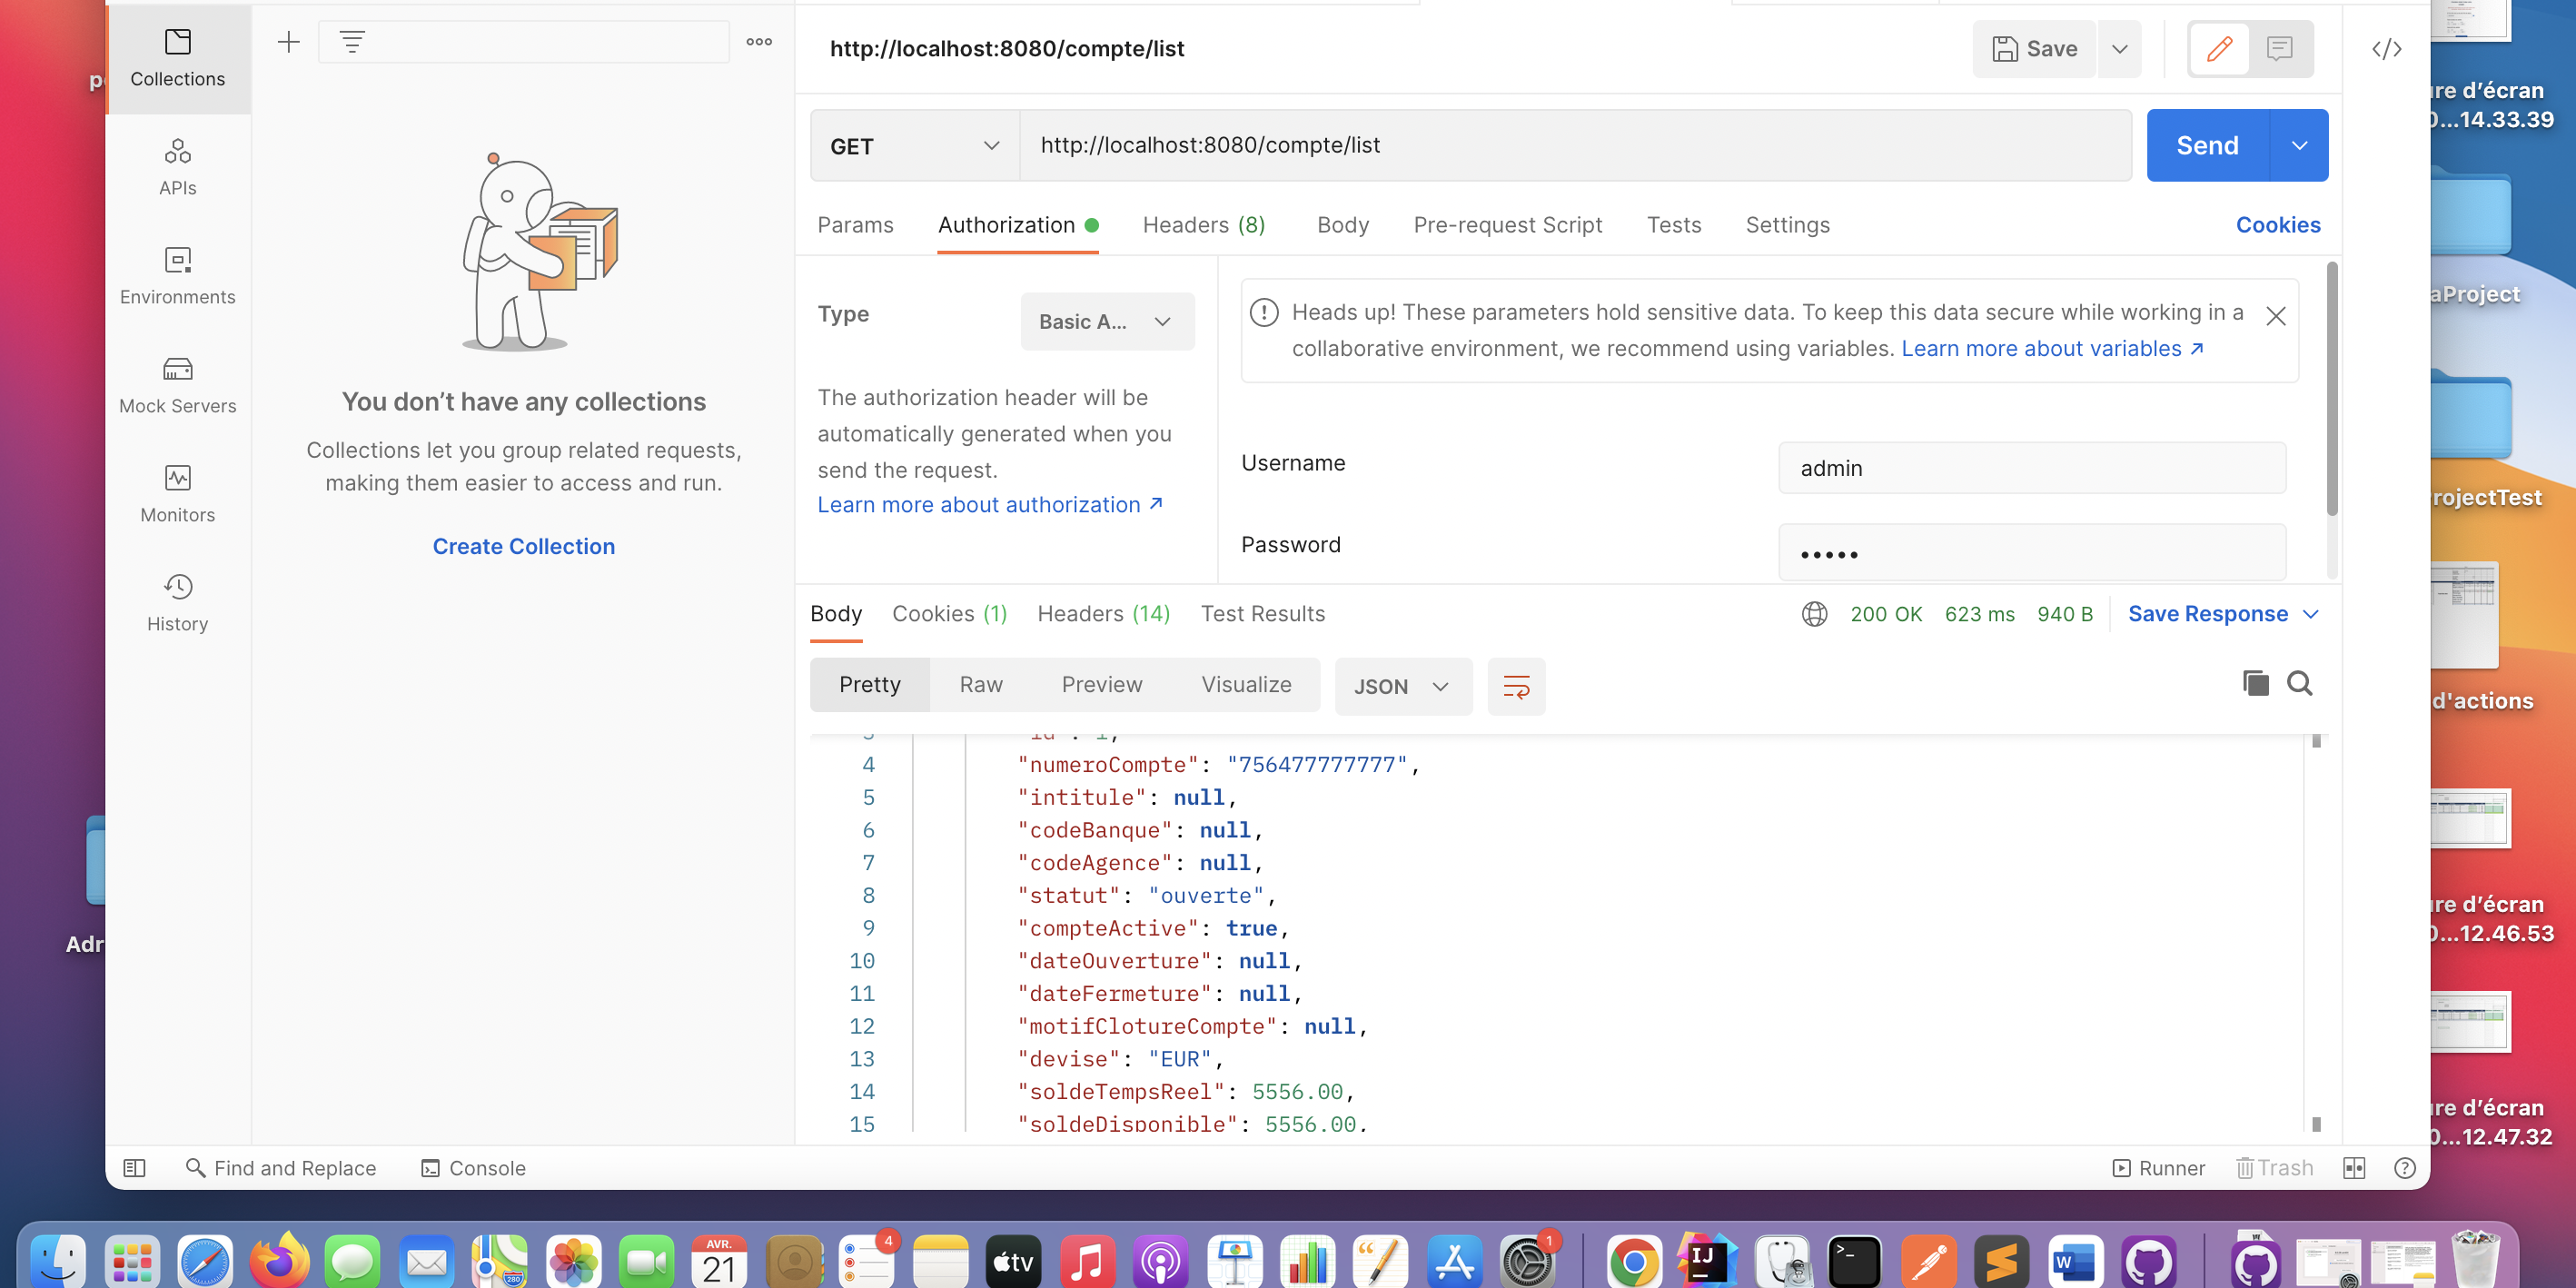 Collections
http://localhost:8080/compte/list
Save
GET
http://localhost:8080/compte/list
Send
APIs
Environments
Mock Servers
Monitors
History
You don’t have any collections
Collections let you group related requests,
making them easier to access and run.
Create Collection
Params Authorization Headers (8) Body Pre-request Script Tests Settings Cookies
Type
Basic A...
The authorization header will be
automatically generated when you
send the request.
Learn more about authorization ↗
Heads up! These parameters hold sensitive data. To keep this data secure while working in a
collaborative environment, we recommend using variables. Learn more about variables ↗
Username
admin
Password
•••••
Body Cookies (1) Headers (14) Test Results
200 OK 623 ms 940 B Save Response
Pretty Raw Preview Visualize JSON
4 "numeroCompte": "756477777777",
5 "intitule": null,
6 "codeBanque": null,
7 "codeAgence": null,
8 "statut": "ouverte",
9 "compteActive": true,
10 "dateOuverture": null,
11 "dateFermeture": null,
12 "motifClotureCompte": null,
13 "devise": "EUR",
14 "soldeTempsReel": 5556.00,
15 "soldeDisponible": 5556.00,
Find and Replace
Console
Runner
Trash
Adr
re d’écran
0...14.33.39
aProject
rojectTest
d'actions
re d’écran
0...12.46.53
re d’écran
0...12.47.32
AVR.
21
280
4
tv
1
IJ
>_
W